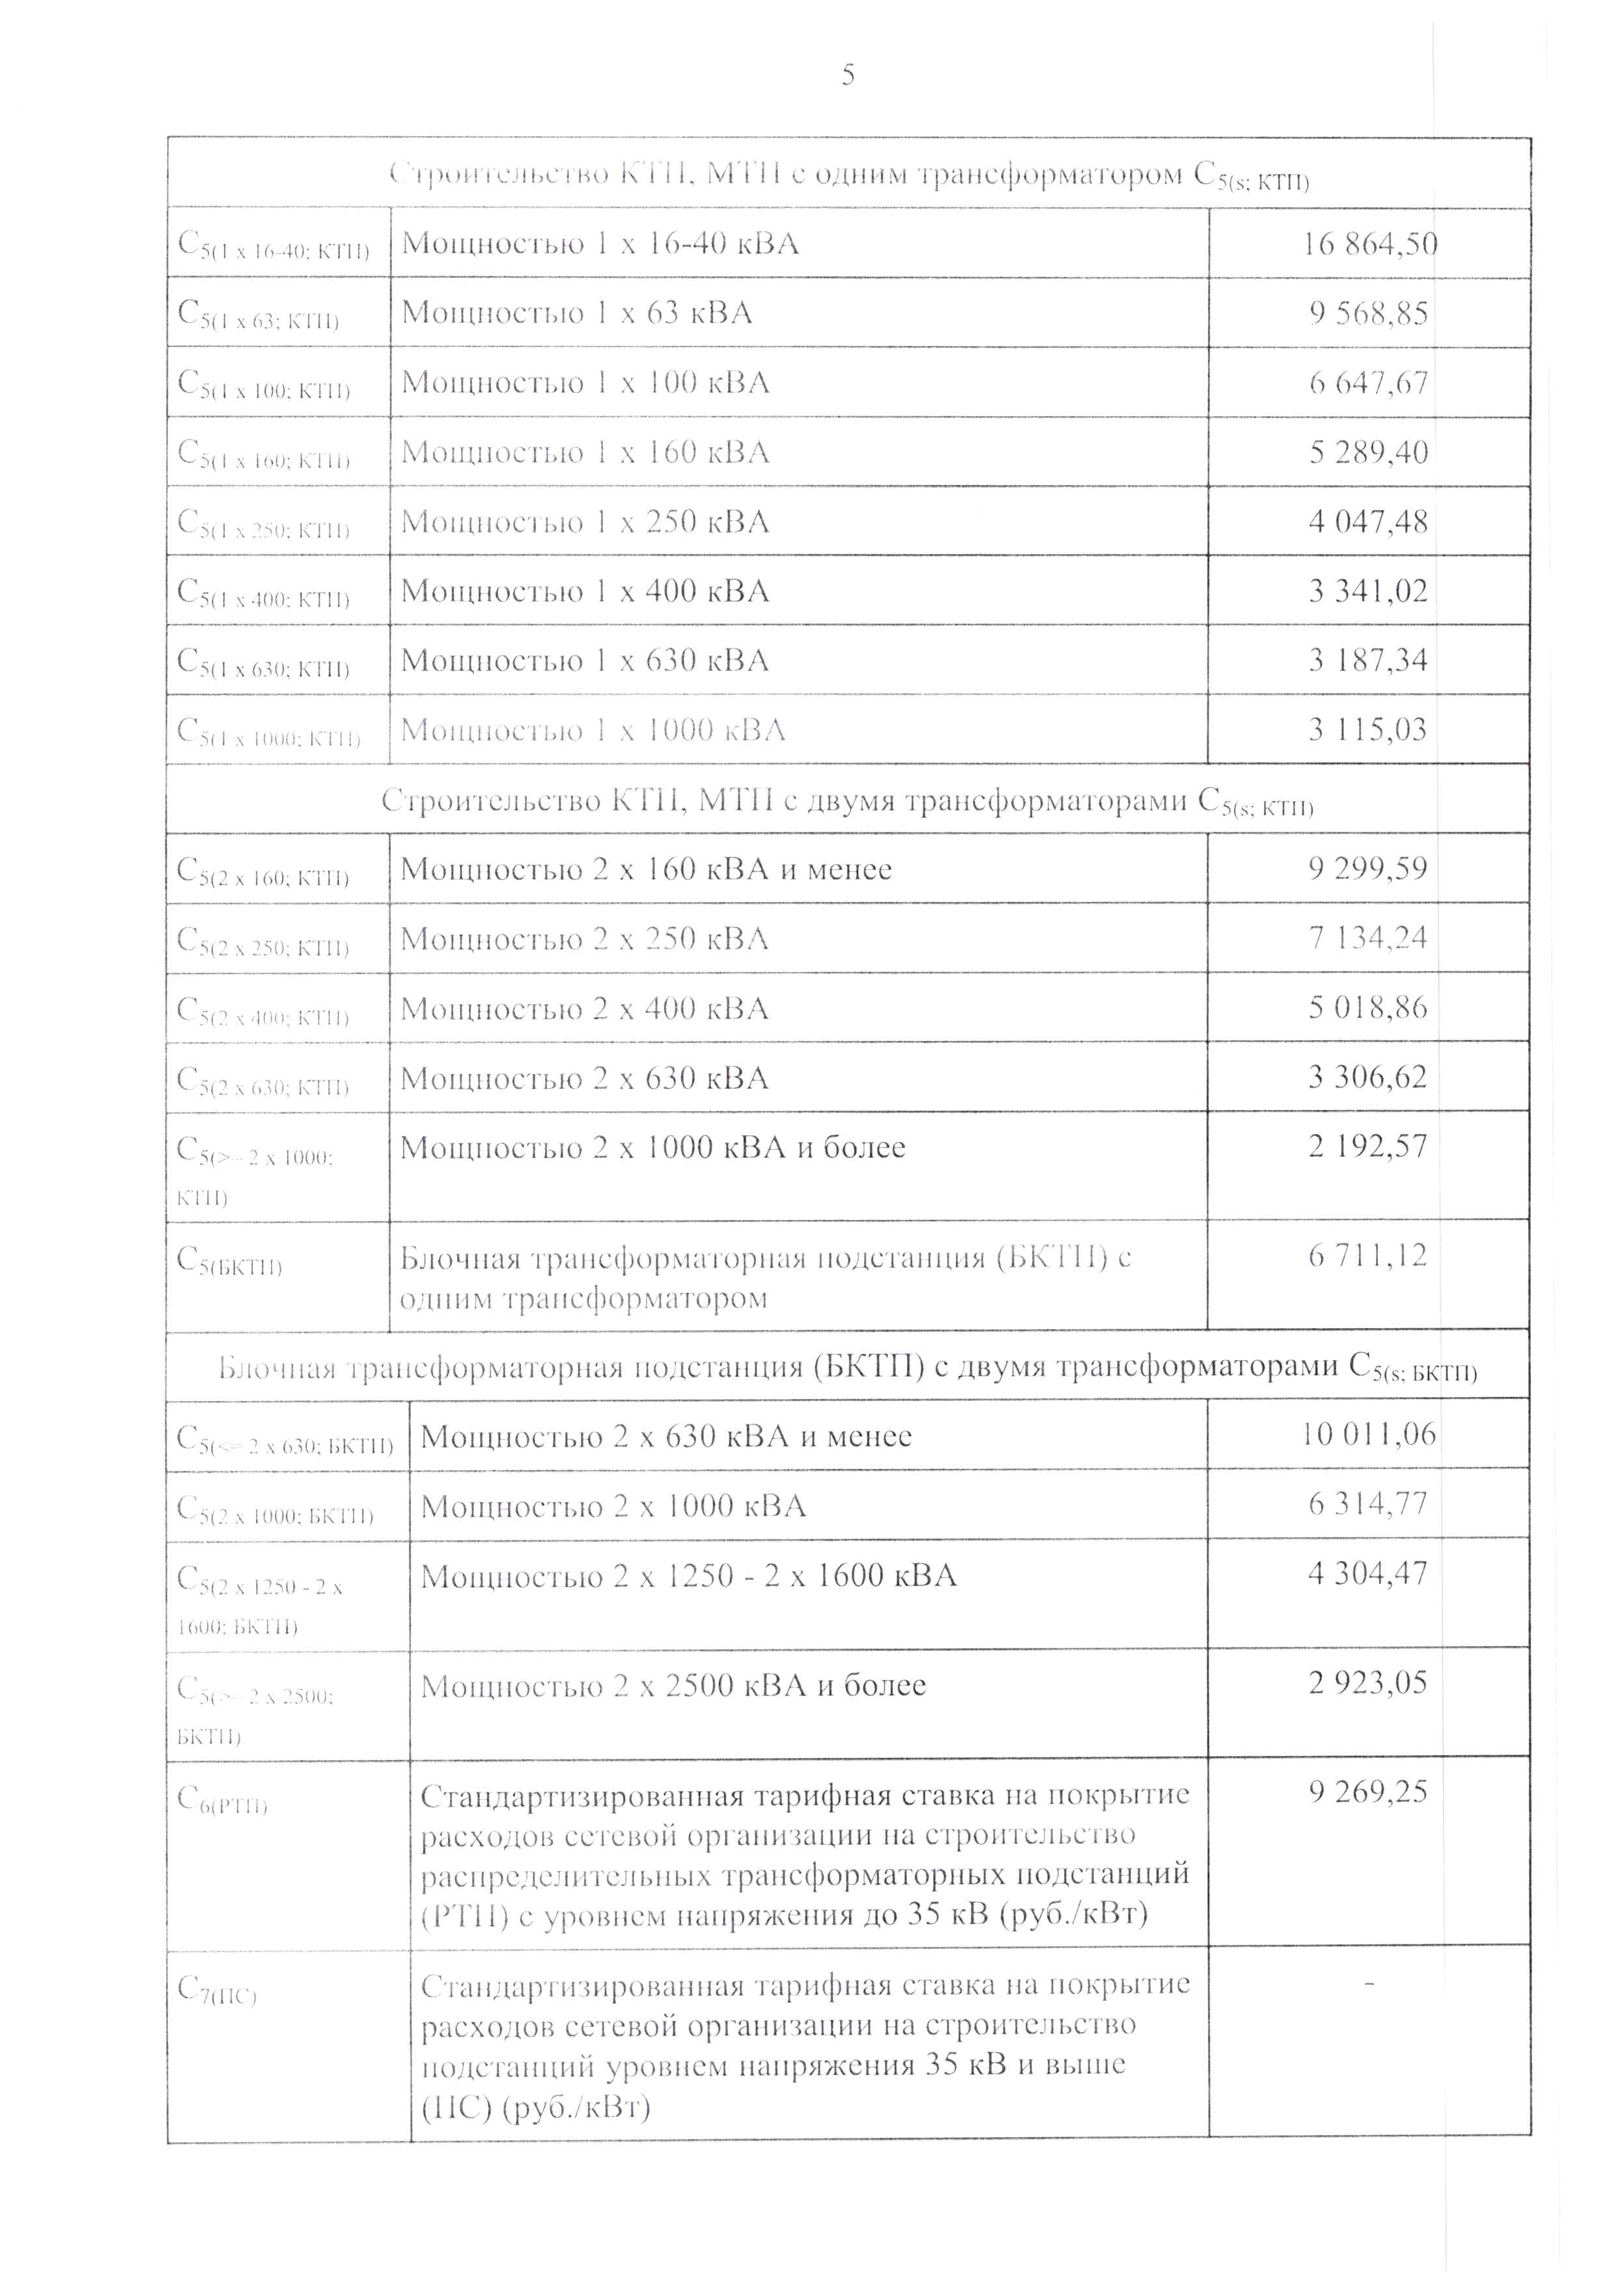 5
Строительство КТП, МТП с одним трансформатором С5(s; КТП)
С5(1 х 16-40; КТП) Мощностью 1 х 16-40 кВА 16 864,50
С5(1 х 63; КТП) Мощностью 1 х 63 кВА 9 568,85
С5(1 х 100; КТП) Мощностью 1 х 100 кВА 6 647,67
С5(1 х 160; КТП) Мощностью 1 х 160 кВА 5 289,40
С5(1 х 250; КТП) Мощностью 1 х 250 кВА 4 047,48
С5(1 х 400; КТП) Мощностью 1 х 400 кВА 3 341,02
С5(1 х 630; КТП) Мощностью 1 х 630 кВА 3 187,34
С5(1 х 1000; КТП) Мощностью 1 х 1000 кВА 3 115,03
Строительство КТП, МТП с двумя трансформаторами С5(s; КТП)
С5(2 х 160; КТП) Мощностью 2 х 160 кВА и менее 9 299,59
С5(2 х 250; КТП) Мощностью 2 х 250 кВА 7 134,24
С5(2 х 400; КТП) Мощностью 2 х 400 кВА 5 018,86
С5(2 х 630; КТП) Мощностью 2 х 630 кВА 3 306,62
С5(>= 2 х 1000; Мощностью 2 х 1000 кВА и более 2 192,57
КТП)
С5(БКТП) Блочная трансформаторная подстанция (БКТП) с 6 711,12
одним трансформатором
Блочная трансформаторная подстанция (БКТП) с двумя трансформаторами С5(s; БКТП)
С5(<= 2 х 630; БКТП) Мощностью 2 х 630 кВА и менее 10 011,06
С5(2 х 1000; БКТП) Мощностью 2 х 1000 кВА 6 314,77
С5(2 х 1250 - 2 х Мощностью 2 х 1250 - 2 х 1600 кВА 4 304,47
1600; БКТП)
С5(>= 2 х 2500; Мощностью 2 х 2500 кВА и более 2 923,05
БКТП)
С6(РТП) Стандартизированная тарифная ставка на покрытие 9 269,25
расходов сетевой организации на строительство
распределительных трансформаторных подстанций
(РТП) с уровнем напряжения до 35 кВ (руб./кВт)
С7(ПС) Стандартизированная тарифная ставка на покрытие -
расходов сетевой организации на строительство
подстанций уровнем напряжения 35 кВ и выше
(ПС) (руб./кВт)